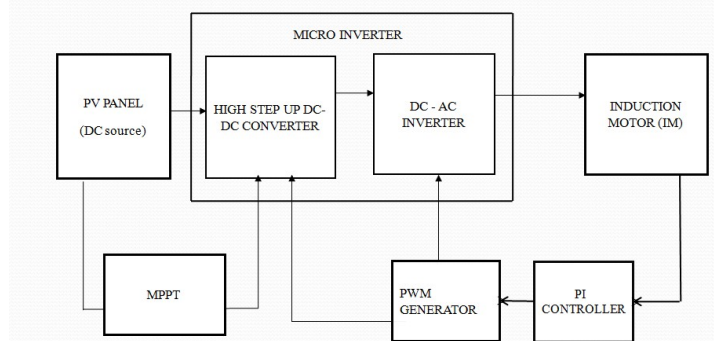 MICRO INVERTER
PV PANEL
(DC source)
HIGH STEP UP DC-
DC CONVERTER
DC - AC
INVERTER
INDUCTION
MOTOR (IM)
MPPT
PWM
GENERATOR
PI
CONTROLLER